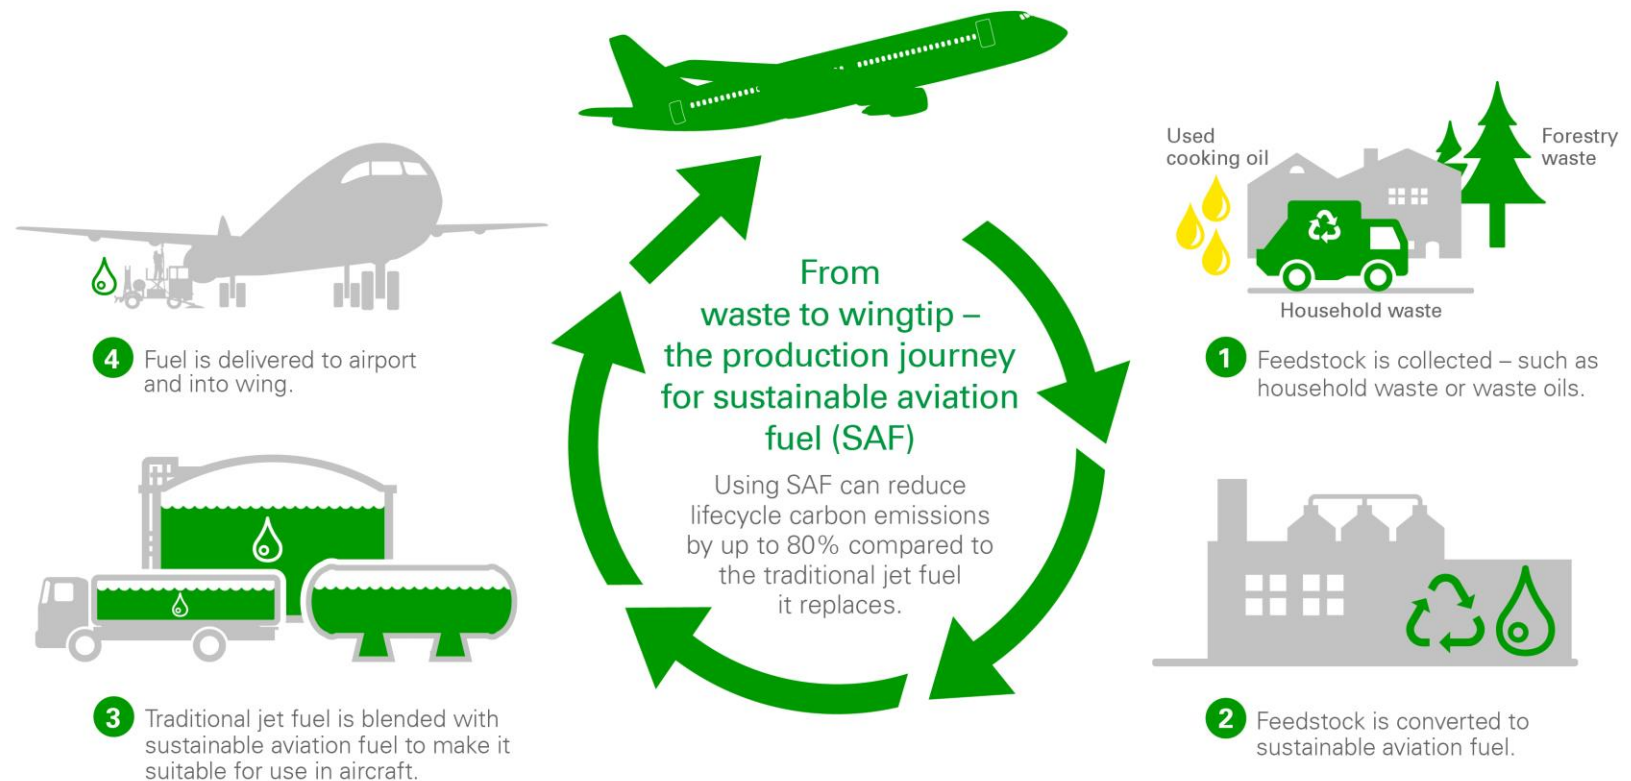 From
waste to wingtip –
the production journey
for sustainable aviation
fuel (SAF)
Using SAF can reduce
lifecycle carbon emissions
by up to 80% compared to
the traditional jet fuel
it replaces.
Used
cooking oil
Forestry
waste
Household waste
1 Feedstock is collected – such as
household waste or waste oils.
2 Feedstock is converted to
sustainable aviation fuel.
3 Traditional jet fuel is blended with
sustainable aviation fuel to make it
suitable for use in aircraft.
4 Fuel is delivered to airport
and into wing.